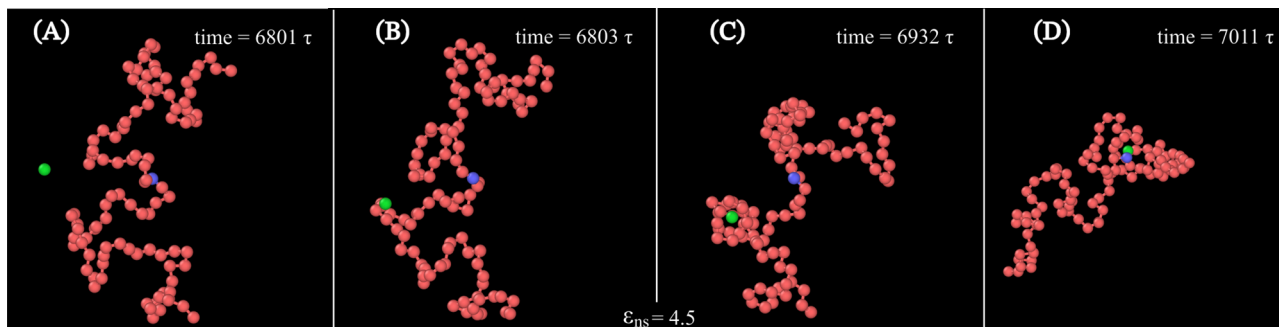 (A) time = 6801 τ
(B) time = 6803 τ
(C) time = 6932 τ
(D) time = 7011 τ
εns = 4.5